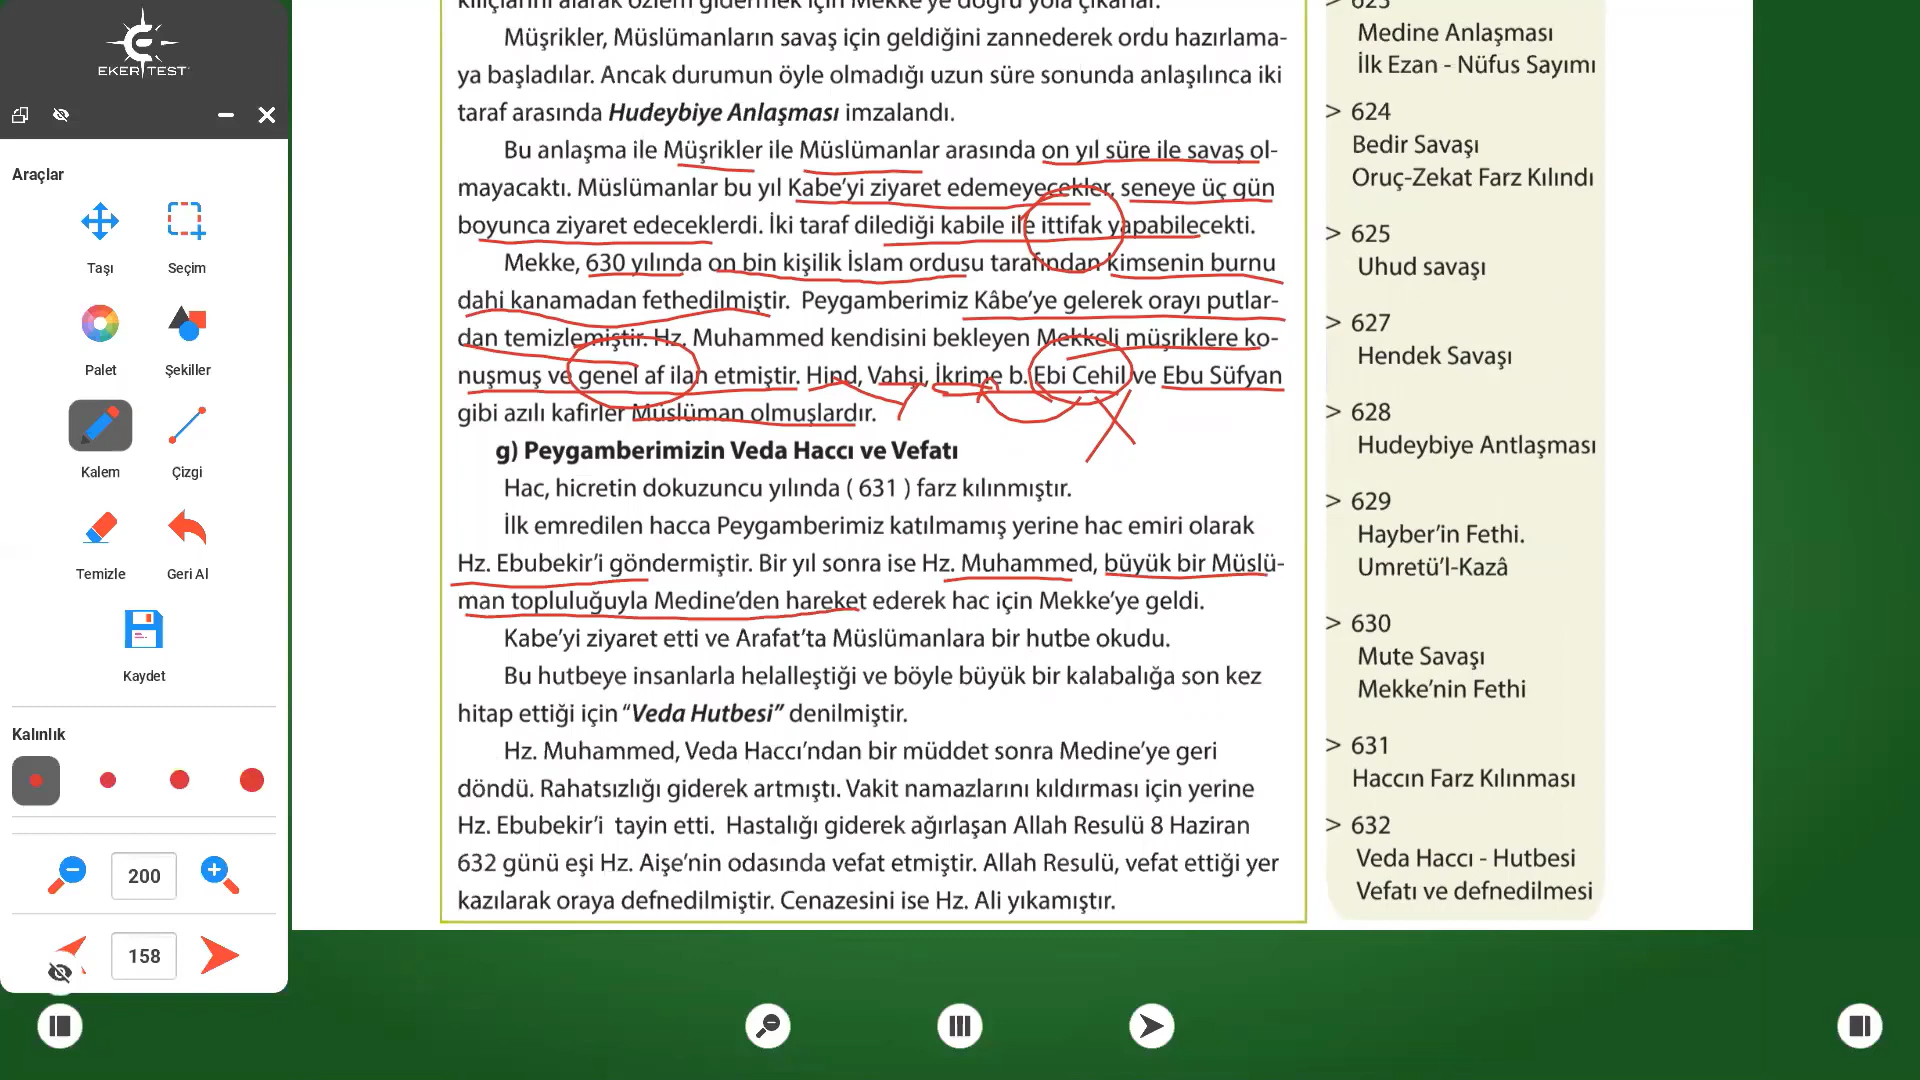 EKER TEST
Araçlar
Taşı
Seçim
Palet
Şekiller
Kalem
Çizgi
Temizle
Geri Al
Kaydet
Kalınlık
200
158
kılıçlarını alarak özlem gidermek için Mekke'ye doğru yola çıkarlar.
Müşrikler, Müslümanların savaş için geldiğini zannederek ordu hazırlama-
ya başladılar. Ancak durumun öyle olmadığı uzun süre sonunda anlaşılınca iki
taraf arasında Hudeybiye Anlaşması imzalandı.
Bu anlaşma ile Müşrikler ile Müslümanlar arasında on yıl süre ile savaş ol-
mayacaktı. Müslümanlar bu yıl Kabe'yi ziyaret edemeyecekler, seneye üç gün
boyunca ziyaret edeceklerdi. İki taraf dilediği kabile ile ittifak yapabilecekti.
Mekke, 630 yılında on bin kişilik İslam ordusu tarafından kimsenin burnu
dahi kanamadan fethedilmiştir. Peygamberimiz Kâbe'ye gelerek orayı putlar-
dan temizlemiştir. Hz. Muhammed kendisini bekleyen Mekkeli müşriklere ko-
nuşmuş ve genel af ilan etmiştir. Hind, Vahşi, İkrime b. Ebi Cehil ve Ebu Süfyan
gibi azılı kafirler Müslüman olmuşlardır.
g) Peygamberimizin Veda Haccı ve Vefatı
Hac, hicretin dokuzuncu yılında ( 631 ) farz kılınmıştır.
İlk emredilen hacca Peygamberimiz katılmamış yerine hac emiri olarak
Hz. Ebubekir'i göndermiştir. Bir yıl sonra ise Hz. Muhammed, büyük bir Müslü-
man topluluğuyla Medine'den hareket ederek hac için Mekke'ye geldi.
Kabe'yi ziyaret etti ve Arafat'ta Müslümanlara bir hutbe okudu.
Bu hutbeye insanlarla helalleştiği ve böyle büyük bir kalabalığa son kez
hitap ettiği için "Veda Hutbesi" denilmiştir.
Hz. Muhammed, Veda Haccı'ndan bir müddet sonra Medine'ye geri
döndü. Rahatsızlığı giderek artmıştı. Vakit namazlarını kıldırması için yerine
Hz. Ebubekir'i tayin etti. Hastalığı giderek ağırlaşan Allah Resulü 8 Haziran
632 günü eşi Hz. Aişe'nin odasında vefat etmiştir. Allah Resulü, vefat ettiği yer
kazılarak oraya defnedilmiştir. Cenazesini ise Hz. Ali yıkamıştır.
> 623
Medine Anlaşması
İlk Ezan - Nüfus Sayımı
> 624
Bedir Savaşı
Oruç-Zekat Farz Kılındı
> 625
Uhud savaşı
> 627
Hendek Savaşı
> 628
Hudeybiye Antlaşması
> 629
Hayber'in Fethi.
Umretü'l-Kazâ
> 630
Mute Savaşı
Mekke'nin Fethi
> 631
Haccın Farz Kılınması
> 632
Veda Haccı - Hutbesi
Vefatı ve defnedilmesi